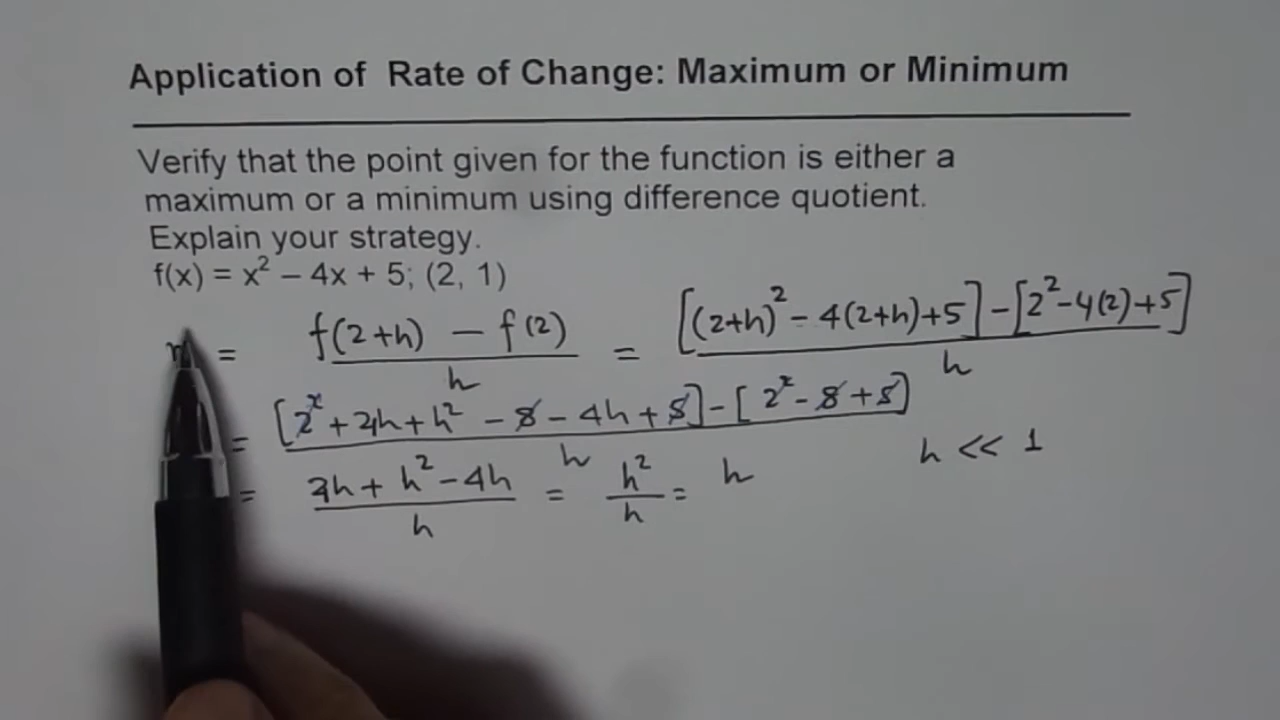 Application of Rate of Change: Maximum or Minimum
Verify that the point given for the function is either a
maximum or a minimum using difference quotient.
Explain your strategy.
f(x) = x² – 4x + 5; (2, 1)
= f(2+h) – f(2) / h = [(2+h)² – 4(2+h)+5] – [2² – 4(2)+5] / h
= [2² + 4h + h² – 8 – 4h + 5] – [2² – 8 + 5] / h
h << 1
= 4h + h² – 4h / h = h² / h = h